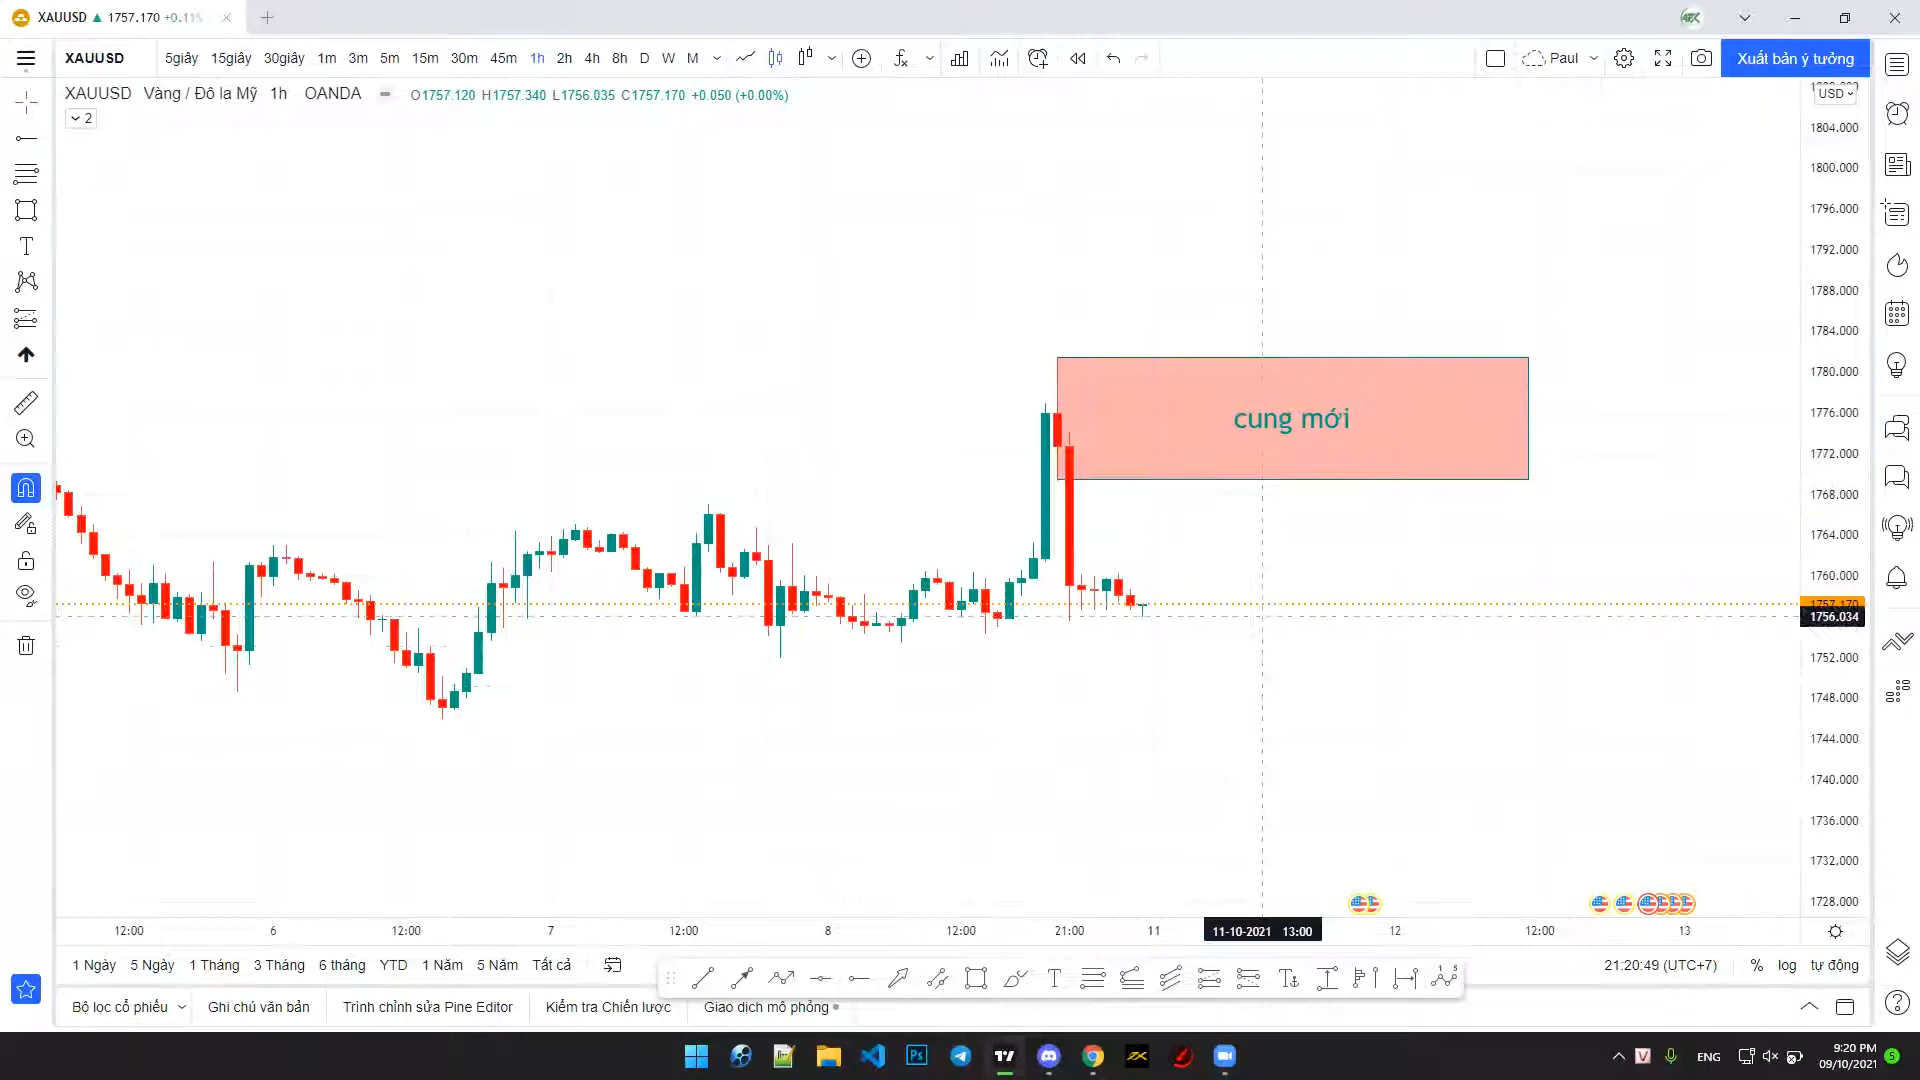 XAUUSD ▲ 1757.170 +0.11%
XAUUSD 5giây 15giây 30giây 1m 3m 5m 15m 30m 45m 1h 2h 4h 8h D W M Paul Xuất bản ý tưởng
XAUUSD Vàng / Đô la Mỹ 1h OANDA O1757.120 H1757.340 L1756.035 C1757.170 +0.050 (+0.00%)
USD
2
1804.000
1800.000
1796.000
1792.000
1788.000
1784.000
1780.000
1776.000
cung mới
1772.000
1768.000
1764.000
1760.000
1757.170
1756.034
1752.000
1748.000
1744.000
1740.000
1736.000
1732.000
1728.000
12:00 6 12:00 7 12:00 8 12:00 21:00 11 11-10-2021 13:00 12 12:00 13
1 Ngày 5 Ngày 1 Tháng 3 Tháng 6 tháng YTD 1 Năm 5 Năm Tất cả 21:20:49 (UTC+7) % log tự động
Bộ lọc cổ phiếu Ghi chú văn bản Trình chỉnh sửa Pine Editor Kiểm tra Chiến lược Giao dịch mô phỏng
ENG 9:20 PM 5
09/10/2021